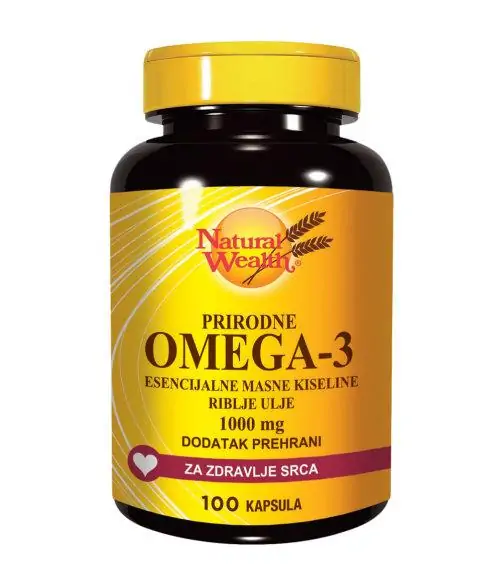 Natural
Wealth®
PRIRODNE
OMEGA-3
ESENCIJALNE MASNE KISELINE
RIBLJE ULJE
1000 mg
DODATAK PREHRANI
ZA ZDRAVLJE SRCA
100 KAPSULA